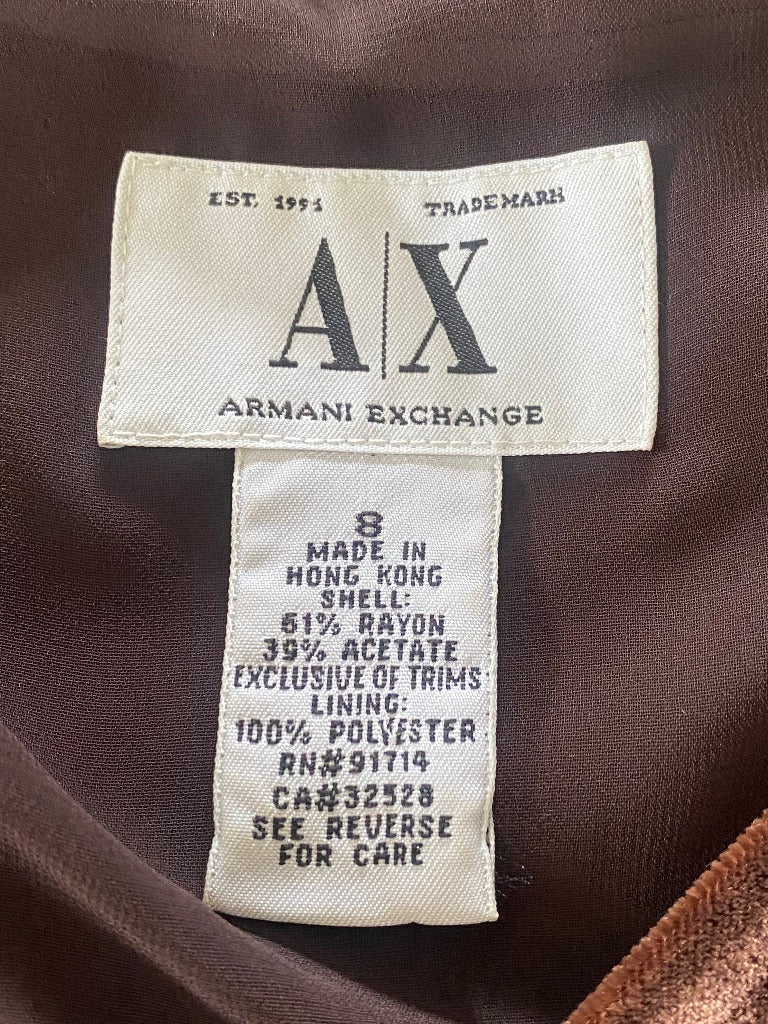 EST. 1991 TRADEMARK
A|X
ARMANI EXCHANGE
8
MADE IN
HONG KONG
SHELL:
61% RAYON
39% ACETATE
EXCLUSIVE OF TRIMS
LINING:
100% POLYESTER
RN#91714
CA#32528
SEE REVERSE
FOR CARE